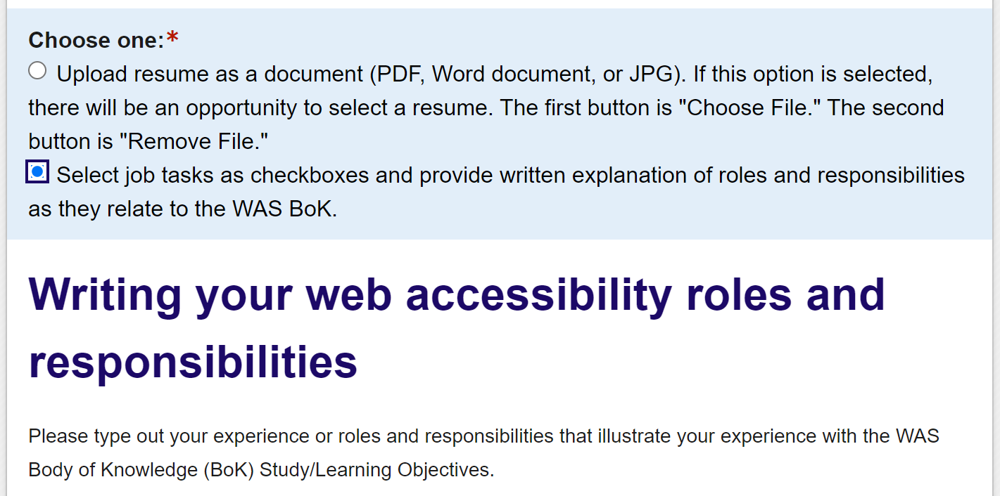 Choose one:*
Upload resume as a document (PDF, Word document, or JPG). If this option is selected,
there will be an opportunity to select a resume. The first button is "Choose File." The second
button is "Remove File."
Select job tasks as checkboxes and provide written explanation of roles and responsibilities
as they relate to the WAS BoK.
Writing your web accessibility roles and
responsibilities
Please type out your experience or roles and responsibilities that illustrate your experience with the WAS
Body of Knowledge (BoK) Study/Learning Objectives.